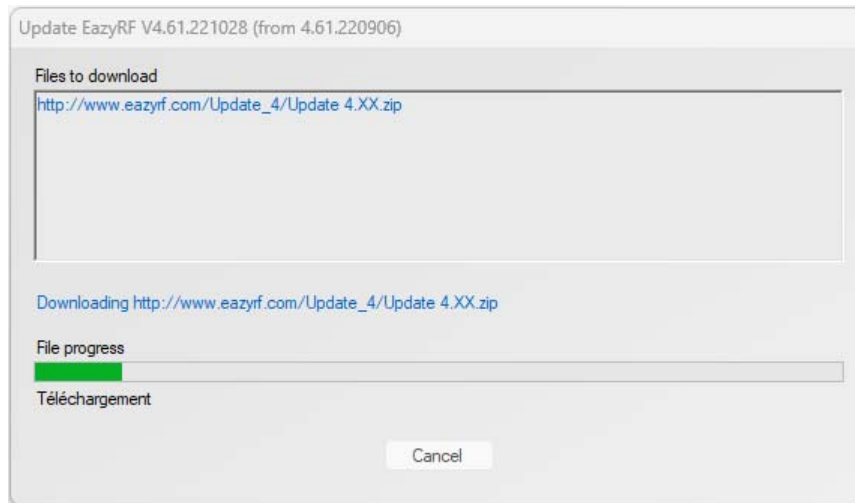 Update EazyRF V4.61.221028 (from 4.61.220906)
Files to download
http://www.eazyrf.com/Update_4/Update 4.XX.zip
Downloading http://www.eazyrf.com/Update_4/Update 4.XX.zip
File progress
Téléchargement
Cancel